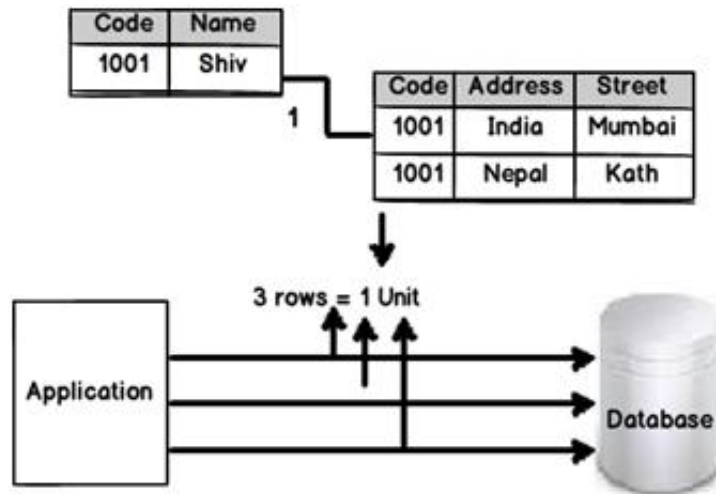 Code Name
1001 Shiv
1
Code Address Street
1001 India Mumbai
1001 Nepal Kath
3 rows = 1 Unit
Application
Database